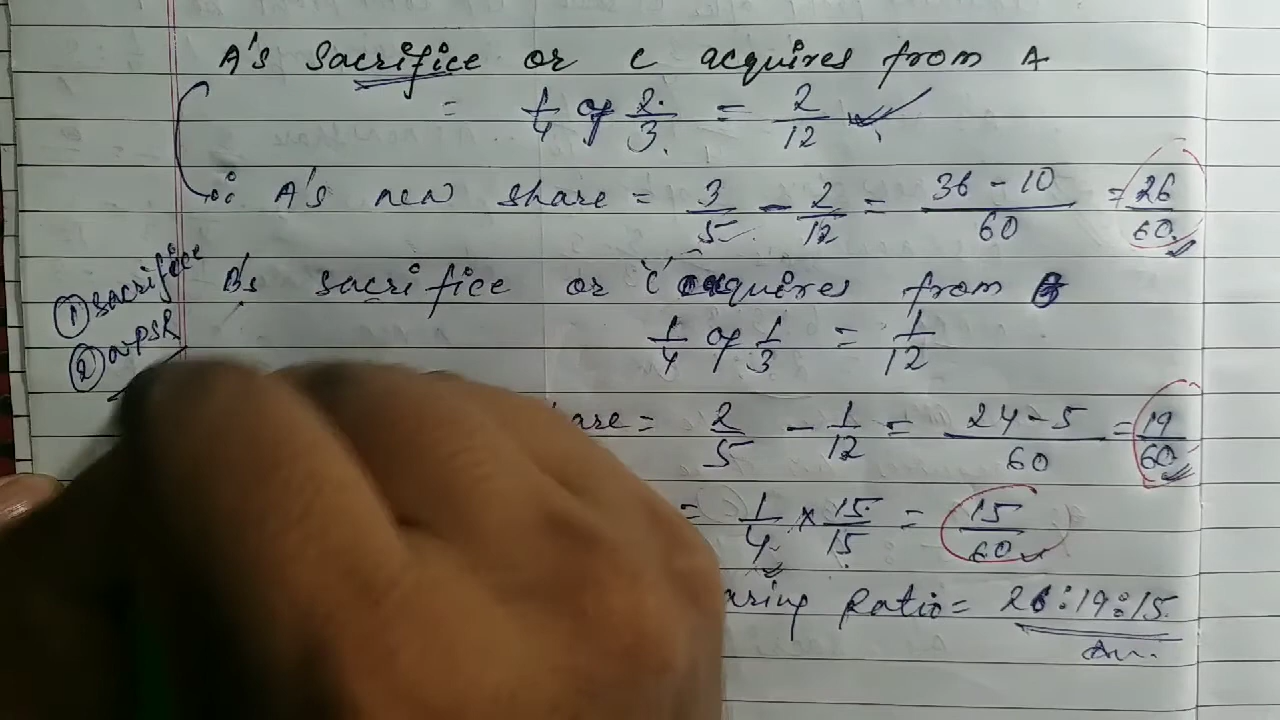 A's Sacrifice or C acquires from A
= 1/4 of 2/3 = 2/12
∴ A's new share = 3/5 - 2/12 = 36 - 10/60 = 26/60
① sacrifice
B's sacrifice or 'C' acquires from B
② NPSR
1/4 of 1/3 = 1/12
are = 2/5 - 1/12 = 24 - 5/60 = 19/60
= 1/4 × 15/15 = 15/60
aring Ratio = 26:19:15
An.